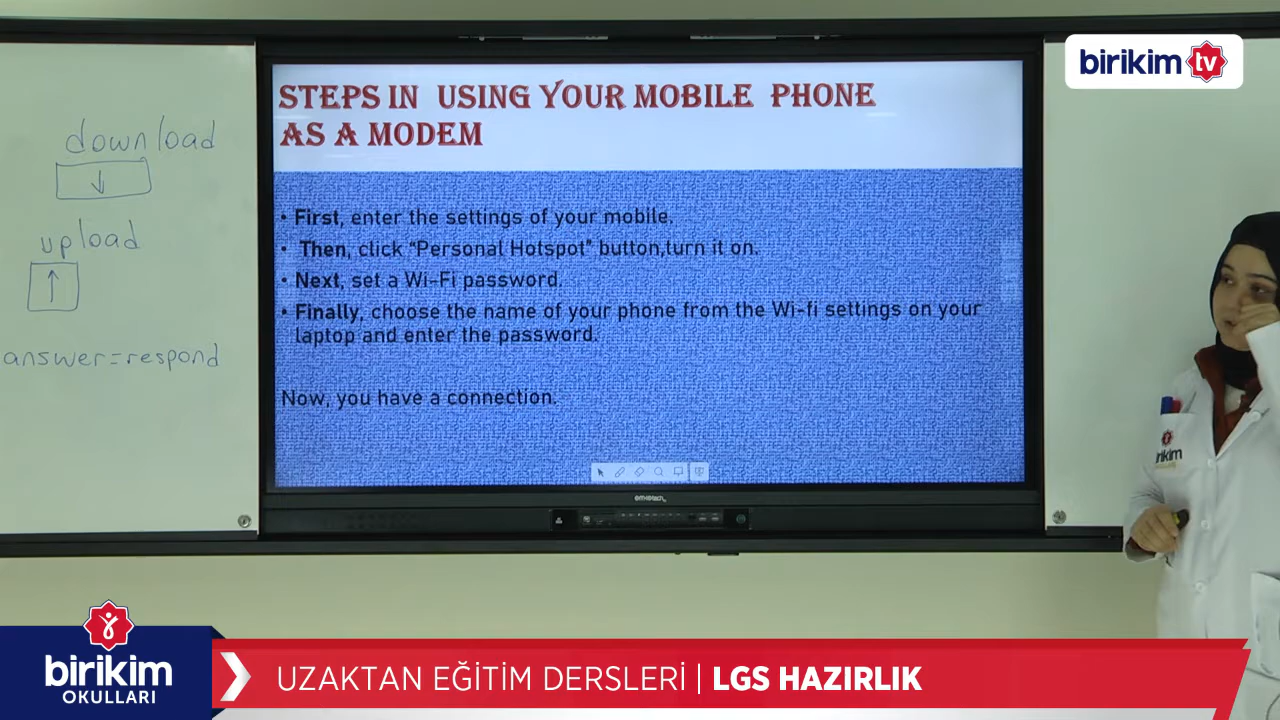 birikim tv
STEPS IN USING YOUR MOBILE PHONE
AS A MODEM
• First, enter the settings of your mobile.
• Then, click “Personal Hotspot” button,turn it on.
• Next, set a Wi-Fi password.
• Finally, choose the name of your phone from the Wi-fi settings on your
laptop and enter the password.
Now, you have a connection.
download
upload
answer=respond
birikim
OKULLARI
UZAKTAN EĞİTİM DERSLERİ | LGS HAZIRLIK